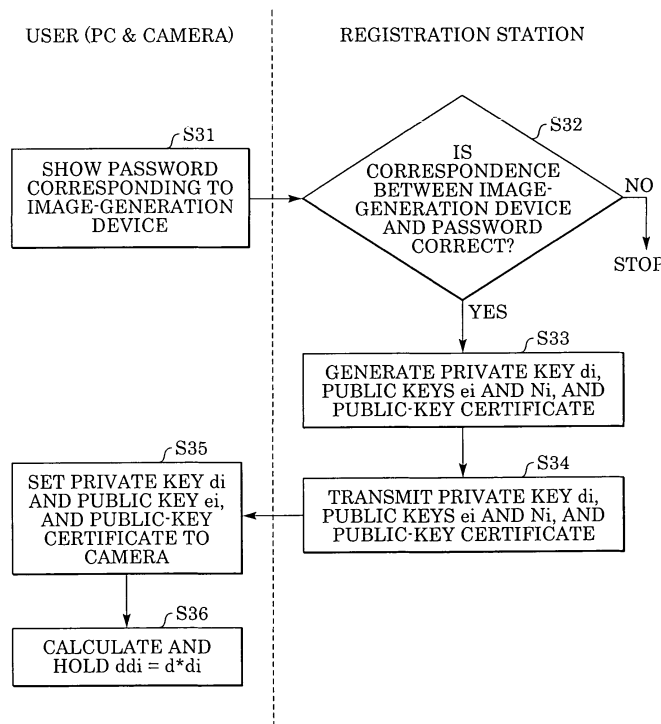 USER (PC & CAMERA)
REGISTRATION STATION
S31
SHOW PASSWORD
CORRESPONDING TO
IMAGE-GENERATION
DEVICE
S32
IS
CORRESPONDENCE
BETWEEN IMAGE-
GENERATION DEVICE
AND PASSWORD
CORRECT?
NO
STOP
YES
S33
GENERATE PRIVATE KEY di,
PUBLIC KEYS ei AND Ni, AND
PUBLIC-KEY CERTIFICATE
S34
TRANSMIT PRIVATE KEY di,
PUBLIC KEYS ei AND Ni, AND
PUBLIC-KEY CERTIFICATE
S35
SET PRIVATE KEY di
AND PUBLIC KEY ei,
AND PUBLIC-KEY
CERTIFICATE TO
CAMERA
S36
CALCULATE AND
HOLD ddi = d*di